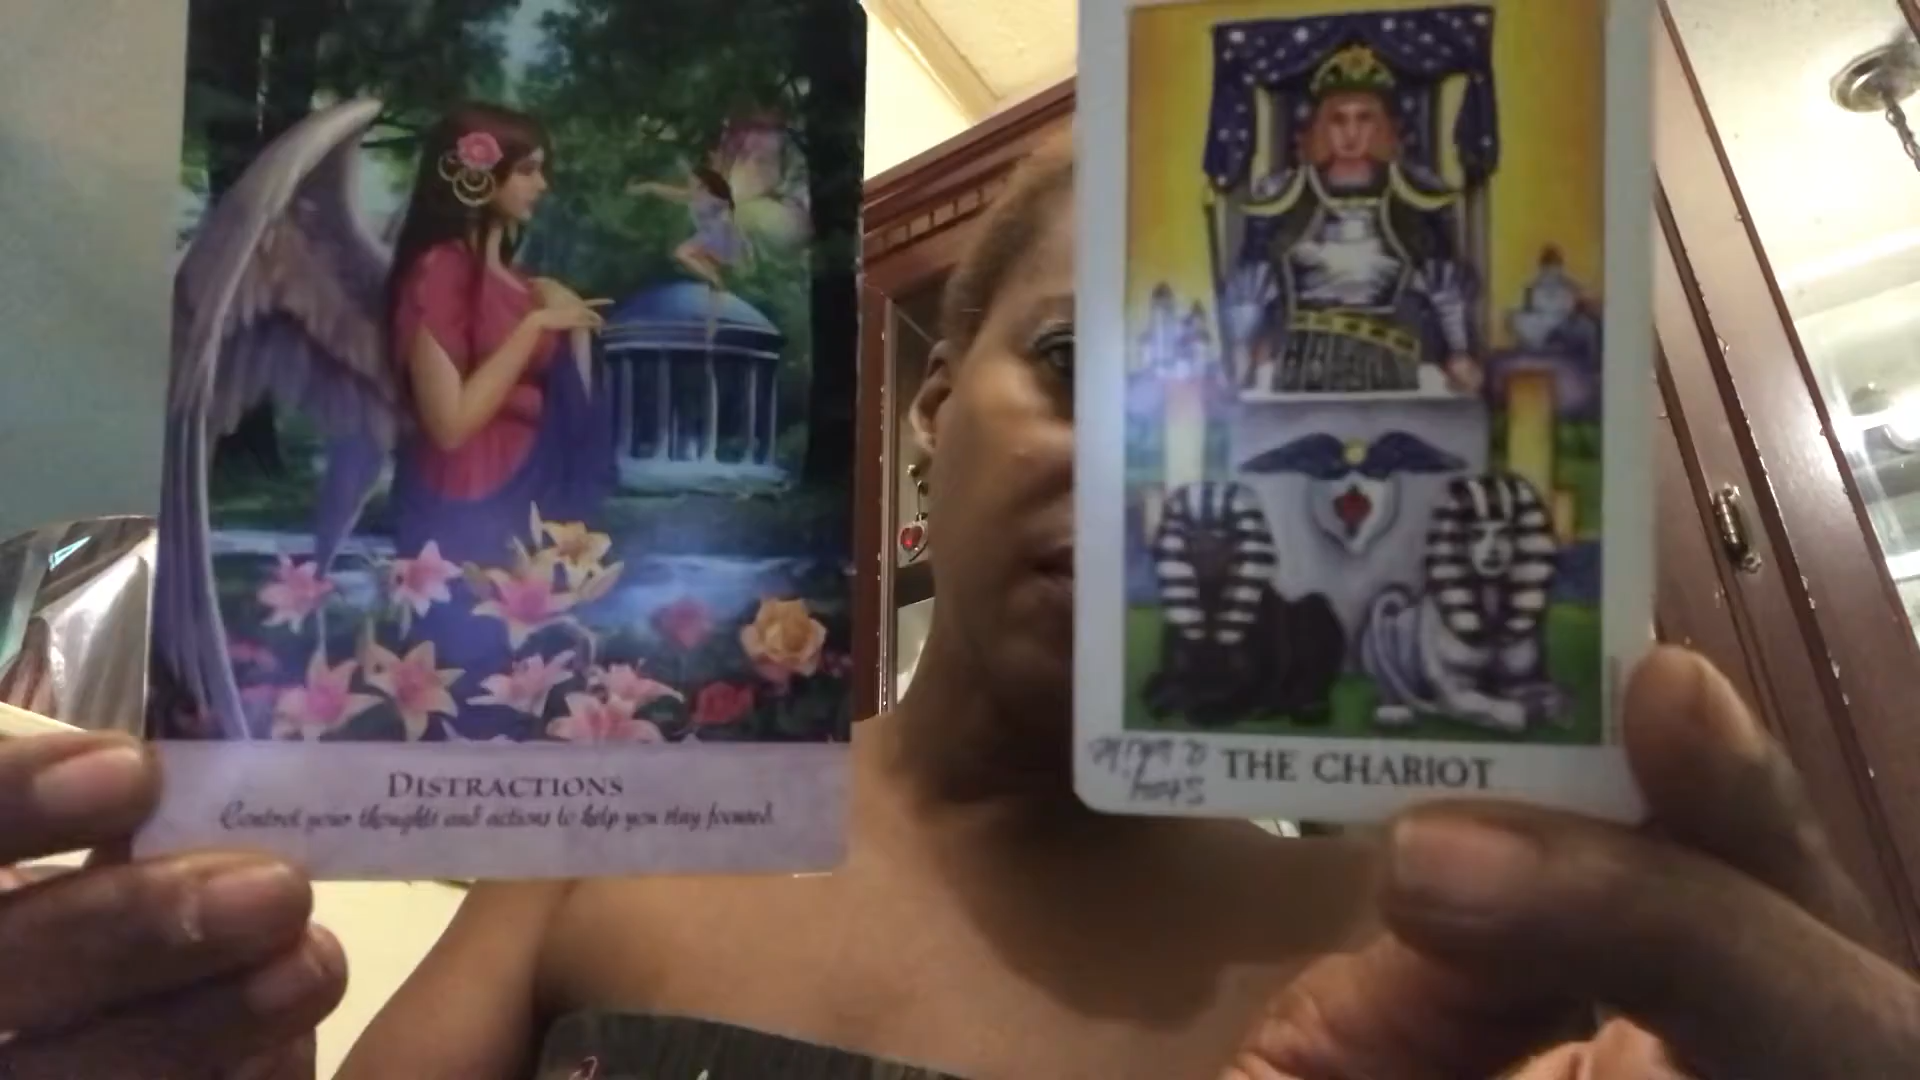 DISTRACTIONS
Control your thoughts and actions to help you stay focused.
THE CHARIOT